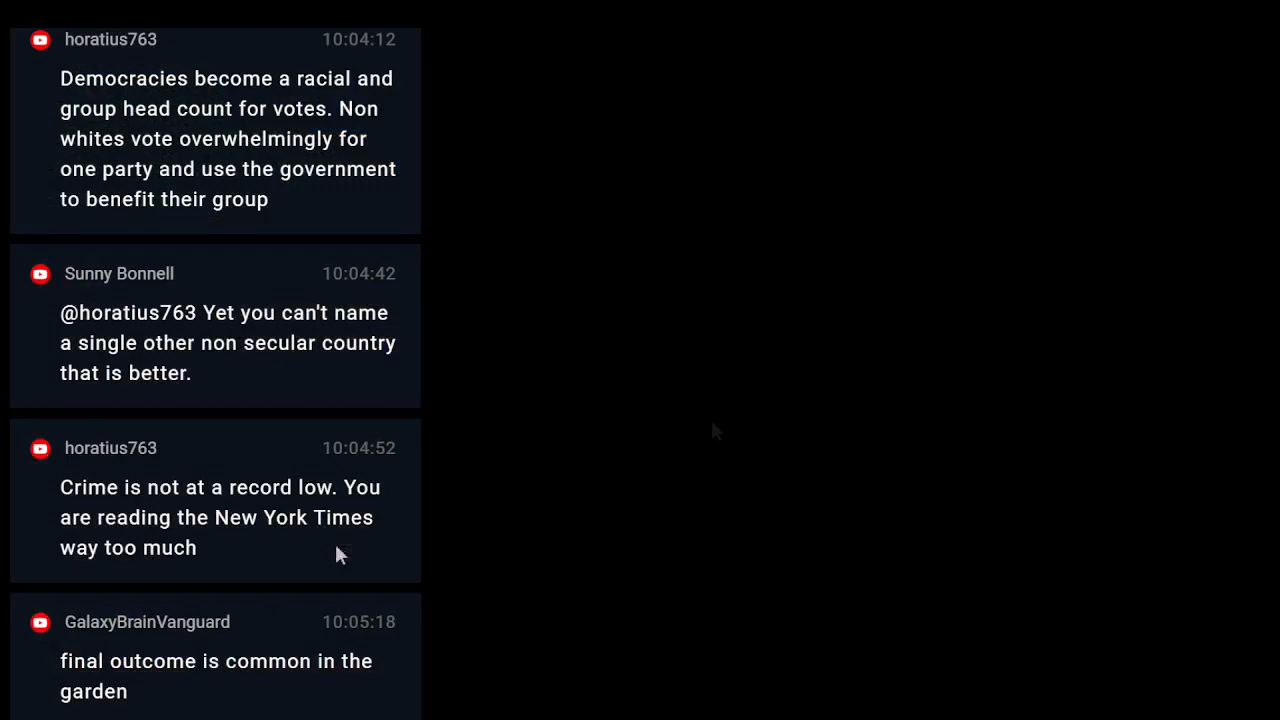 horatius763 10:04:12
Democracies become a racial and
group head count for votes. Non
whites vote overwhelmingly for
one party and use the government
to benefit their group
Sunny Bonnell 10:04:42
@horatius763 Yet you can't name
a single other non secular country
that is better.
horatius763 10:04:52
Crime is not at a record low. You
are reading the New York Times
way too much
GalaxyBrainVanguard 10:05:18
final outcome is common in the
garden